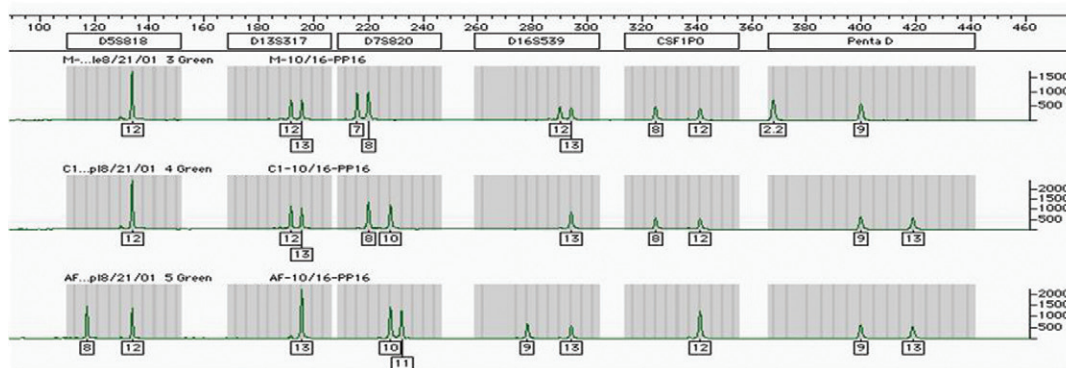 100 120 140 160 180 200 220 240 260 280 300 320 340 360 380 400 420 440 460
D5S818 D13S317 D7S820 D16S539 CSF1PO Penta D
M-...le8/21/01 3 Green M-10/16-PP16
1500
1000
500
12 12 7 12 8 12 2.2 9
13 8 13
C1...pl8/21/01 4 Green C1-10/16-PP16
2000
1500
1000
500
12 12 8 10 13 8 12 9 13
13
AF...pl8/21/01 5 Green AF-10/16-PP16
2000
1500
1000
500
8 12 13 10 9 13 12 9 13
11